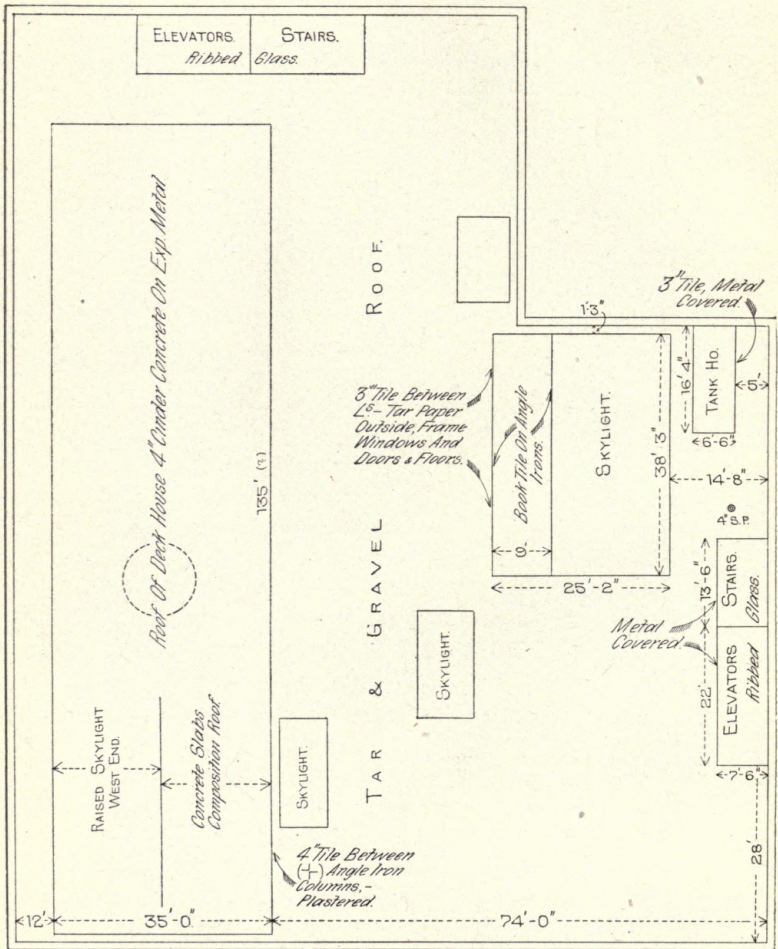 ELEVATORS.
Ribbed
STAIRS.
Glass.
Roof Of Deck House 4" Cinder Concrete On Exp. Metal
135' (?)
TAR & GRAVEL ROOF.
1'3"
3" Tile, Metal
Covered.
TANK HO.
16' 4"
5'
6'-6"
3" Tile Between
Ls - Tar Paper
Outside, Frame
Windows And
Doors & Floors.
Book Tile On Angle
Irons.
SKYLIGHT.
38' 3"
14'-8"
4" S.P.
25'-2"
13'-6"
STAIRS.
Glass.
Metal
Covered.
SKYLIGHT.
22'
ELEVATORS
Ribbed
7'-6"
RAISED SKYLIGHT
WEST END.
Concrete Slabs
Composition Roof
SKYLIGHT.
4" Tile Between
Angle Iron
Columns,-
Plastered.
28'
12'
35'-0"
74'-0"